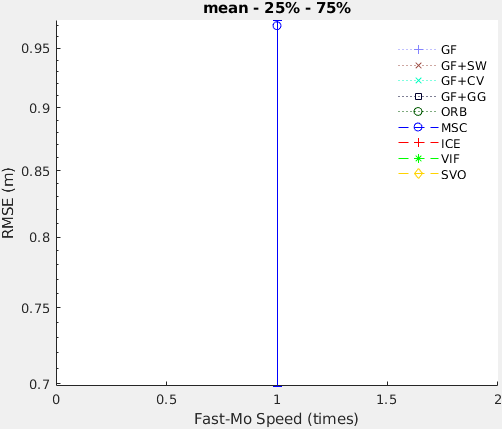 mean - 25% - 75%
RMSE (m)
0.95
0.9
0.85
0.8
0.75
0.7
GF
GF+SW
GF+CV
GF+GG
ORB
MSC
ICE
VIF
SVO
0 0.5 1 1.5 2
Fast-Mo Speed (times)